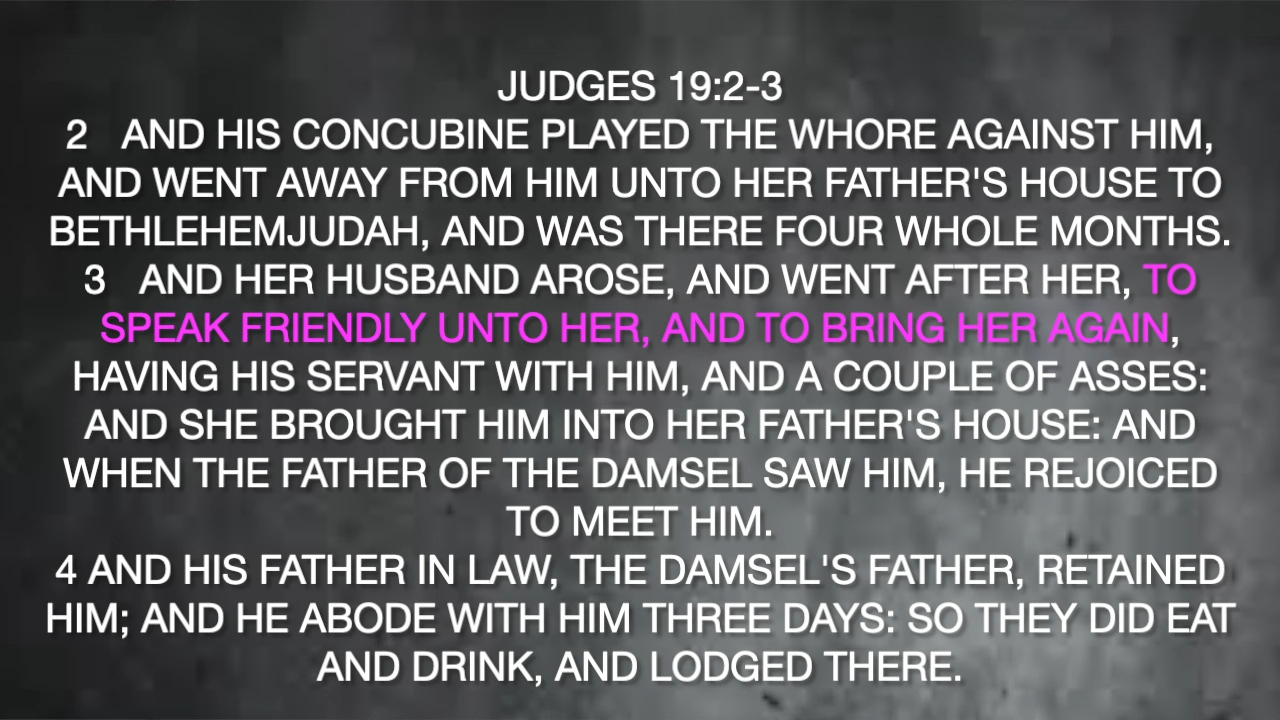 JUDGES 19:2-3
2 AND HIS CONCUBINE PLAYED THE WHORE AGAINST HIM,
AND WENT AWAY FROM HIM UNTO HER FATHER'S HOUSE TO
BETHLEHEMJUDAH, AND WAS THERE FOUR WHOLE MONTHS.
3 AND HER HUSBAND AROSE, AND WENT AFTER HER, TO
SPEAK FRIENDLY UNTO HER, AND TO BRING HER AGAIN,
HAVING HIS SERVANT WITH HIM, AND A COUPLE OF ASSES:
AND SHE BROUGHT HIM INTO HER FATHER'S HOUSE: AND
WHEN THE FATHER OF THE DAMSEL SAW HIM, HE REJOICED
TO MEET HIM.
4 AND HIS FATHER IN LAW, THE DAMSEL'S FATHER, RETAINED
HIM; AND HE ABODE WITH HIM THREE DAYS: SO THEY DID EAT
AND DRINK, AND LODGED THERE.